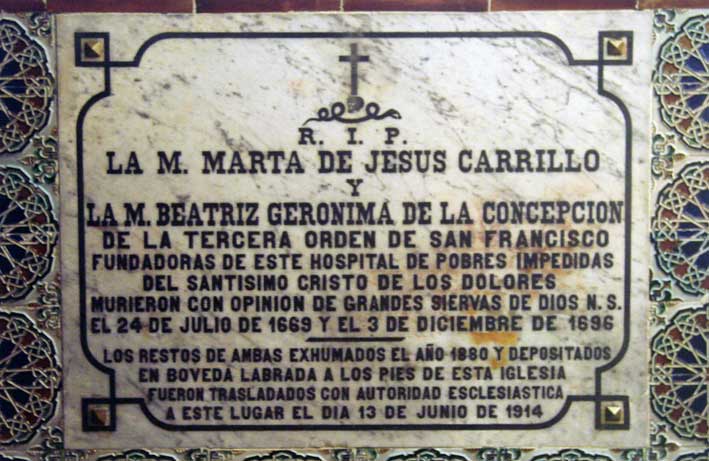 R. I. P.
LA M. MARTA DE JESUS CARRILLO
Y
LA M. BEATRIZ GERONIMA DE LA CONCEPCION
DE LA TERCERA ORDEN DE SAN FRANCISCO
FUNDADORAS DE ESTE HOSPITAL DE POBRES IMPEDIDAS
DEL SANTISIMO CRISTO DE LOS DOLORES
MURIERON CON OPINION DE GRANDES SIERVAS DE DIOS N. S.
EL 24 DE JULIO DE 1669 Y EL 3 DE DICIEMBRE DE 1696
LOS RESTOS DE AMBAS EXHUMADOS EL AÑO 1880 Y DEPOSITADOS
EN BOVEDA LABRADA A LOS PIES DE ESTA IGLESIA
FUERON TRASLADADOS CON AUTORIDAD ESCLESIASTICA
A ESTE LUGAR EL DIA 13 DE JUNIO DE 1914